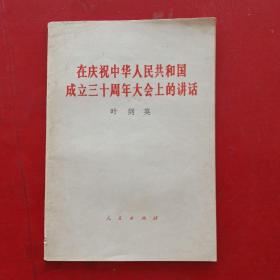 在庆祝中华人民共和国
成立三十周年大会上的讲话
叶剑英
人民出版社